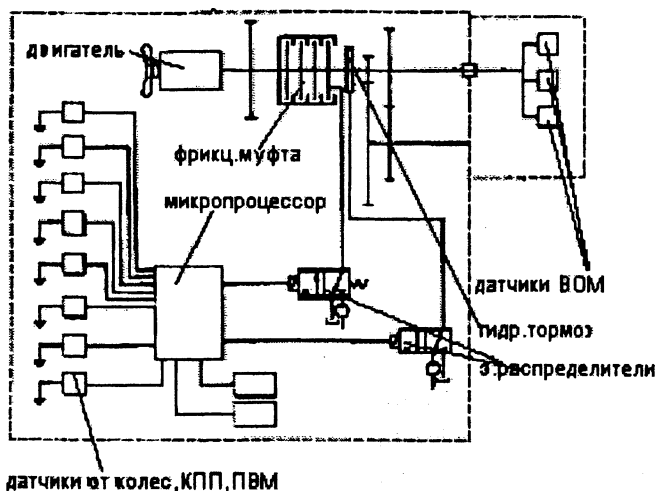 двигатель
фрикц.муфта
микропроцессор
датчики ВОМ
гидр.тормоз
э.распределители
датчики от колес,КПП,ПВМ